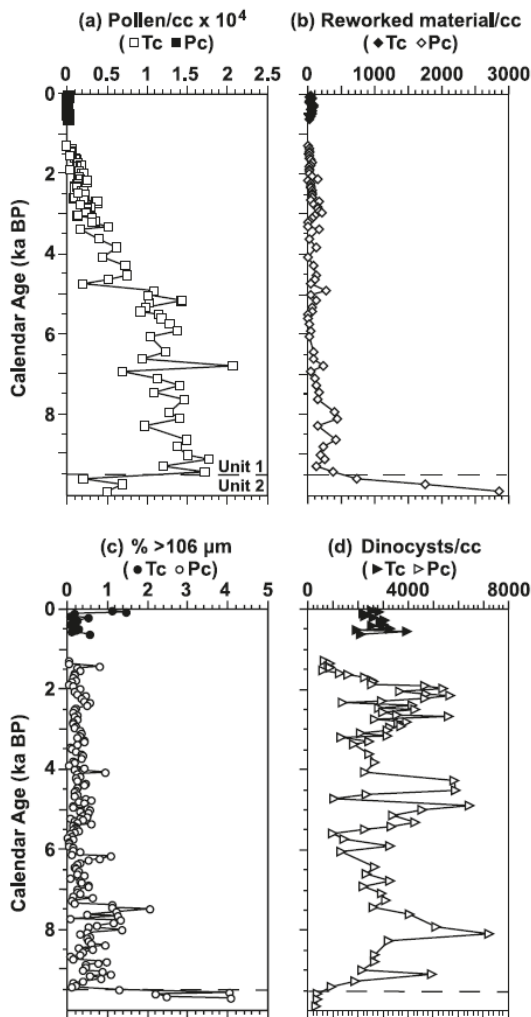 (a) Pollen/cc x 10⁴
(□ Tc ■ Pc)
0 0.5 1 1.5 2 2.5
Calendar Age (ka BP)
0
2
4
6
8
Unit 1
Unit 2
(b) Reworked material/cc
(◆ Tc ◇ Pc)
0 1000 2000 3000
(c) % >106 µm
(● Tc ○ Pc)
0 1 2 3 4 5
Calendar Age (ka BP)
0
2
4
6
8
(d) Dinocysts/cc
(▶ Tc ▷ Pc)
0 4000 8000